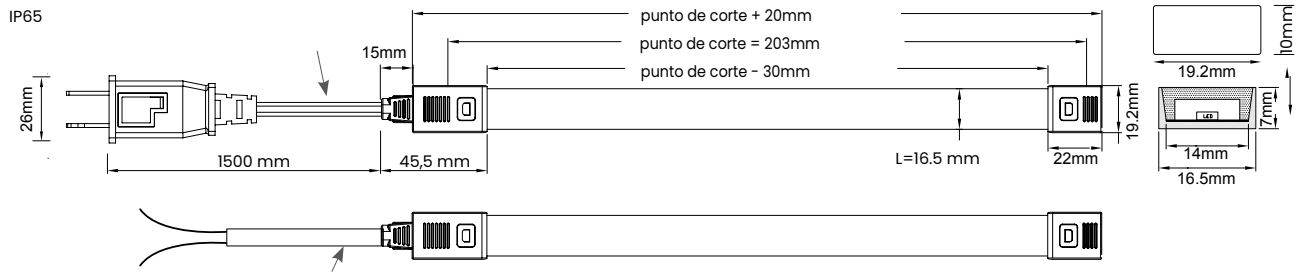 IP65
punto de corte + 20mm
punto de corte = 203mm
punto de corte - 30mm
15mm
26mm
1500 mm
45,5 mm
L=16.5 mm
22mm
19.2mm
19.2mm
10mm
LED
7mm
14mm
16.5mm